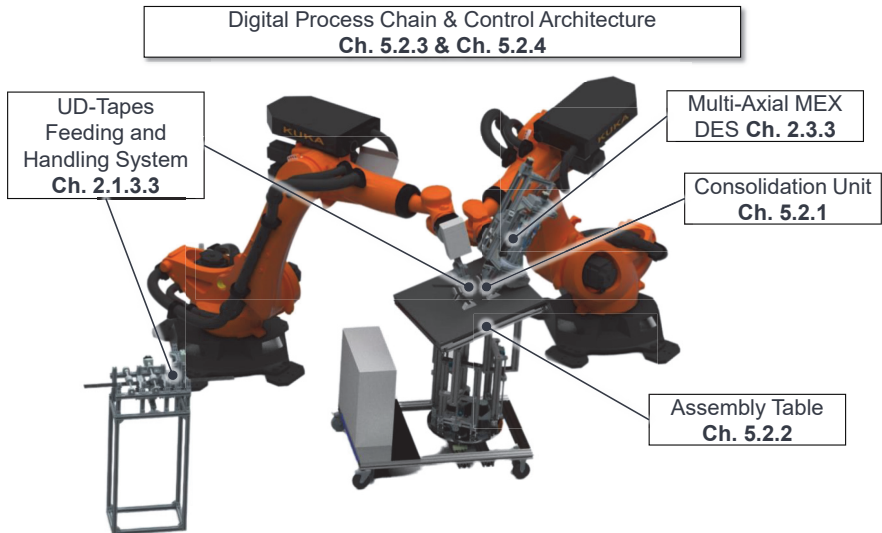 Digital Process Chain & Control Architecture
Ch. 5.2.3 & Ch. 5.2.4
UD-Tapes
Feeding and
Handling System
Ch. 2.1.3.3
KUKA
KUKA
Multi-Axial MEX
DES Ch. 2.3.3
Consolidation Unit
Ch. 5.2.1
Assembly Table
Ch. 5.2.2